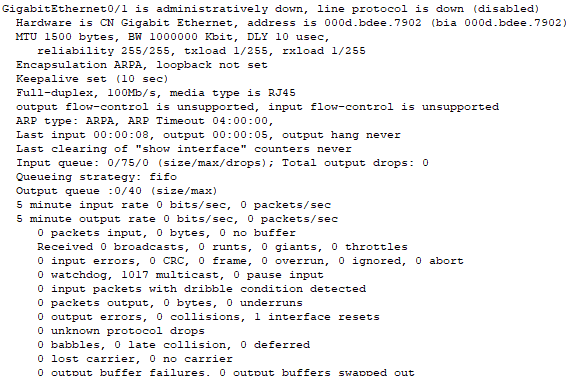 GigabitEthernet0/1 is administratively down, line protocol is down (disabled)
Hardware is CN Gigabit Ethernet, address is 000d.bdee.7902 (bia 000d.bdee.7902)
MTU 1500 bytes, BW 1000000 Kbit, DLY 10 usec,
reliability 255/255, txload 1/255, rxload 1/255
Encapsulation ARPA, loopback not set
Keepalive set (10 sec)
Full-duplex, 100Mb/s, media type is RJ45
output flow-control is unsupported, input flow-control is unsupported
ARP type: ARPA, ARP Timeout 04:00:00,
Last input 00:00:08, output 00:00:05, output hang never
Last clearing of "show interface" counters never
Input queue: 0/75/0 (size/max/drops); Total output drops: 0
Queueing strategy: fifo
Output queue :0/40 (size/max)
5 minute input rate 0 bits/sec, 0 packets/sec
5 minute output rate 0 bits/sec, 0 packets/sec
0 packets input, 0 bytes, 0 no buffer
Received 0 broadcasts, 0 runts, 0 giants, 0 throttles
0 input errors, 0 CRC, 0 frame, 0 overrun, 0 ignored, 0 abort
0 watchdog, 1017 multicast, 0 pause input
0 input packets with dribble condition detected
0 packets output, 0 bytes, 0 underruns
0 output errors, 0 collisions, 1 interface resets
0 unknown protocol drops
0 babbles, 0 late collision, 0 deferred
0 lost carrier, 0 no carrier
0 output buffer failures, 0 output buffers swapped out